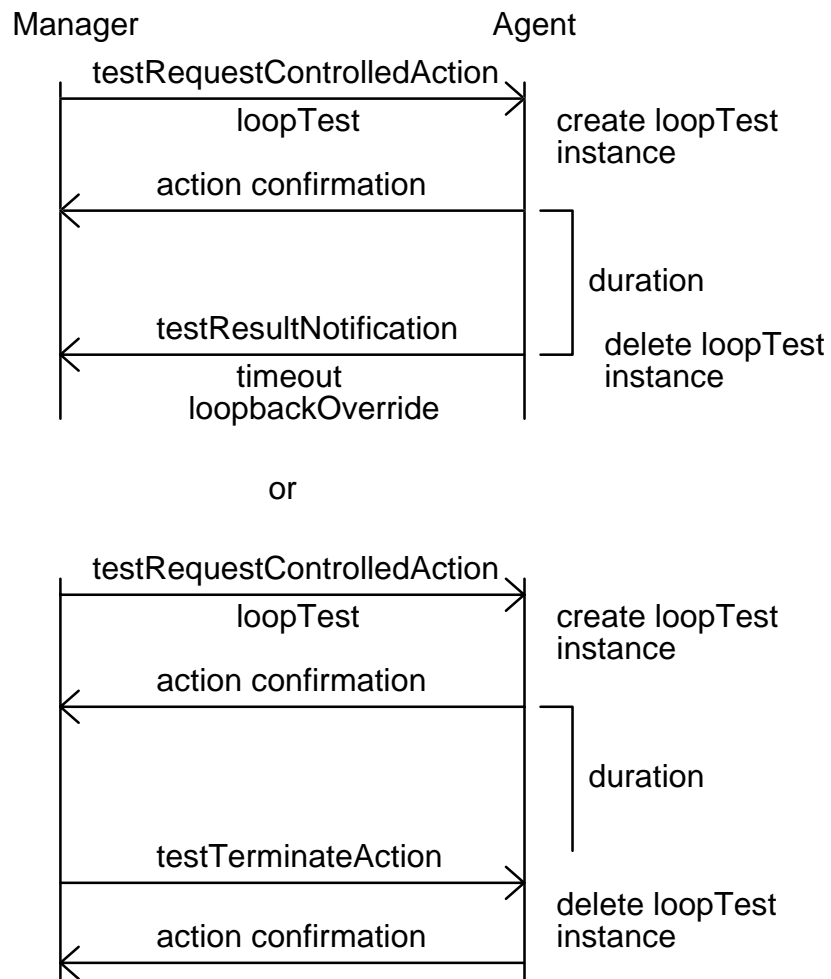 Manager Agent
testRequestControlledAction
loopTest
create loopTest
instance
action confirmation
duration
testResultNotification
delete loopTest
instance
timeout
loopbackOverride
or
testRequestControlledAction
loopTest
create loopTest
instance
action confirmation
duration
testTerminateAction
delete loopTest
instance
action confirmation